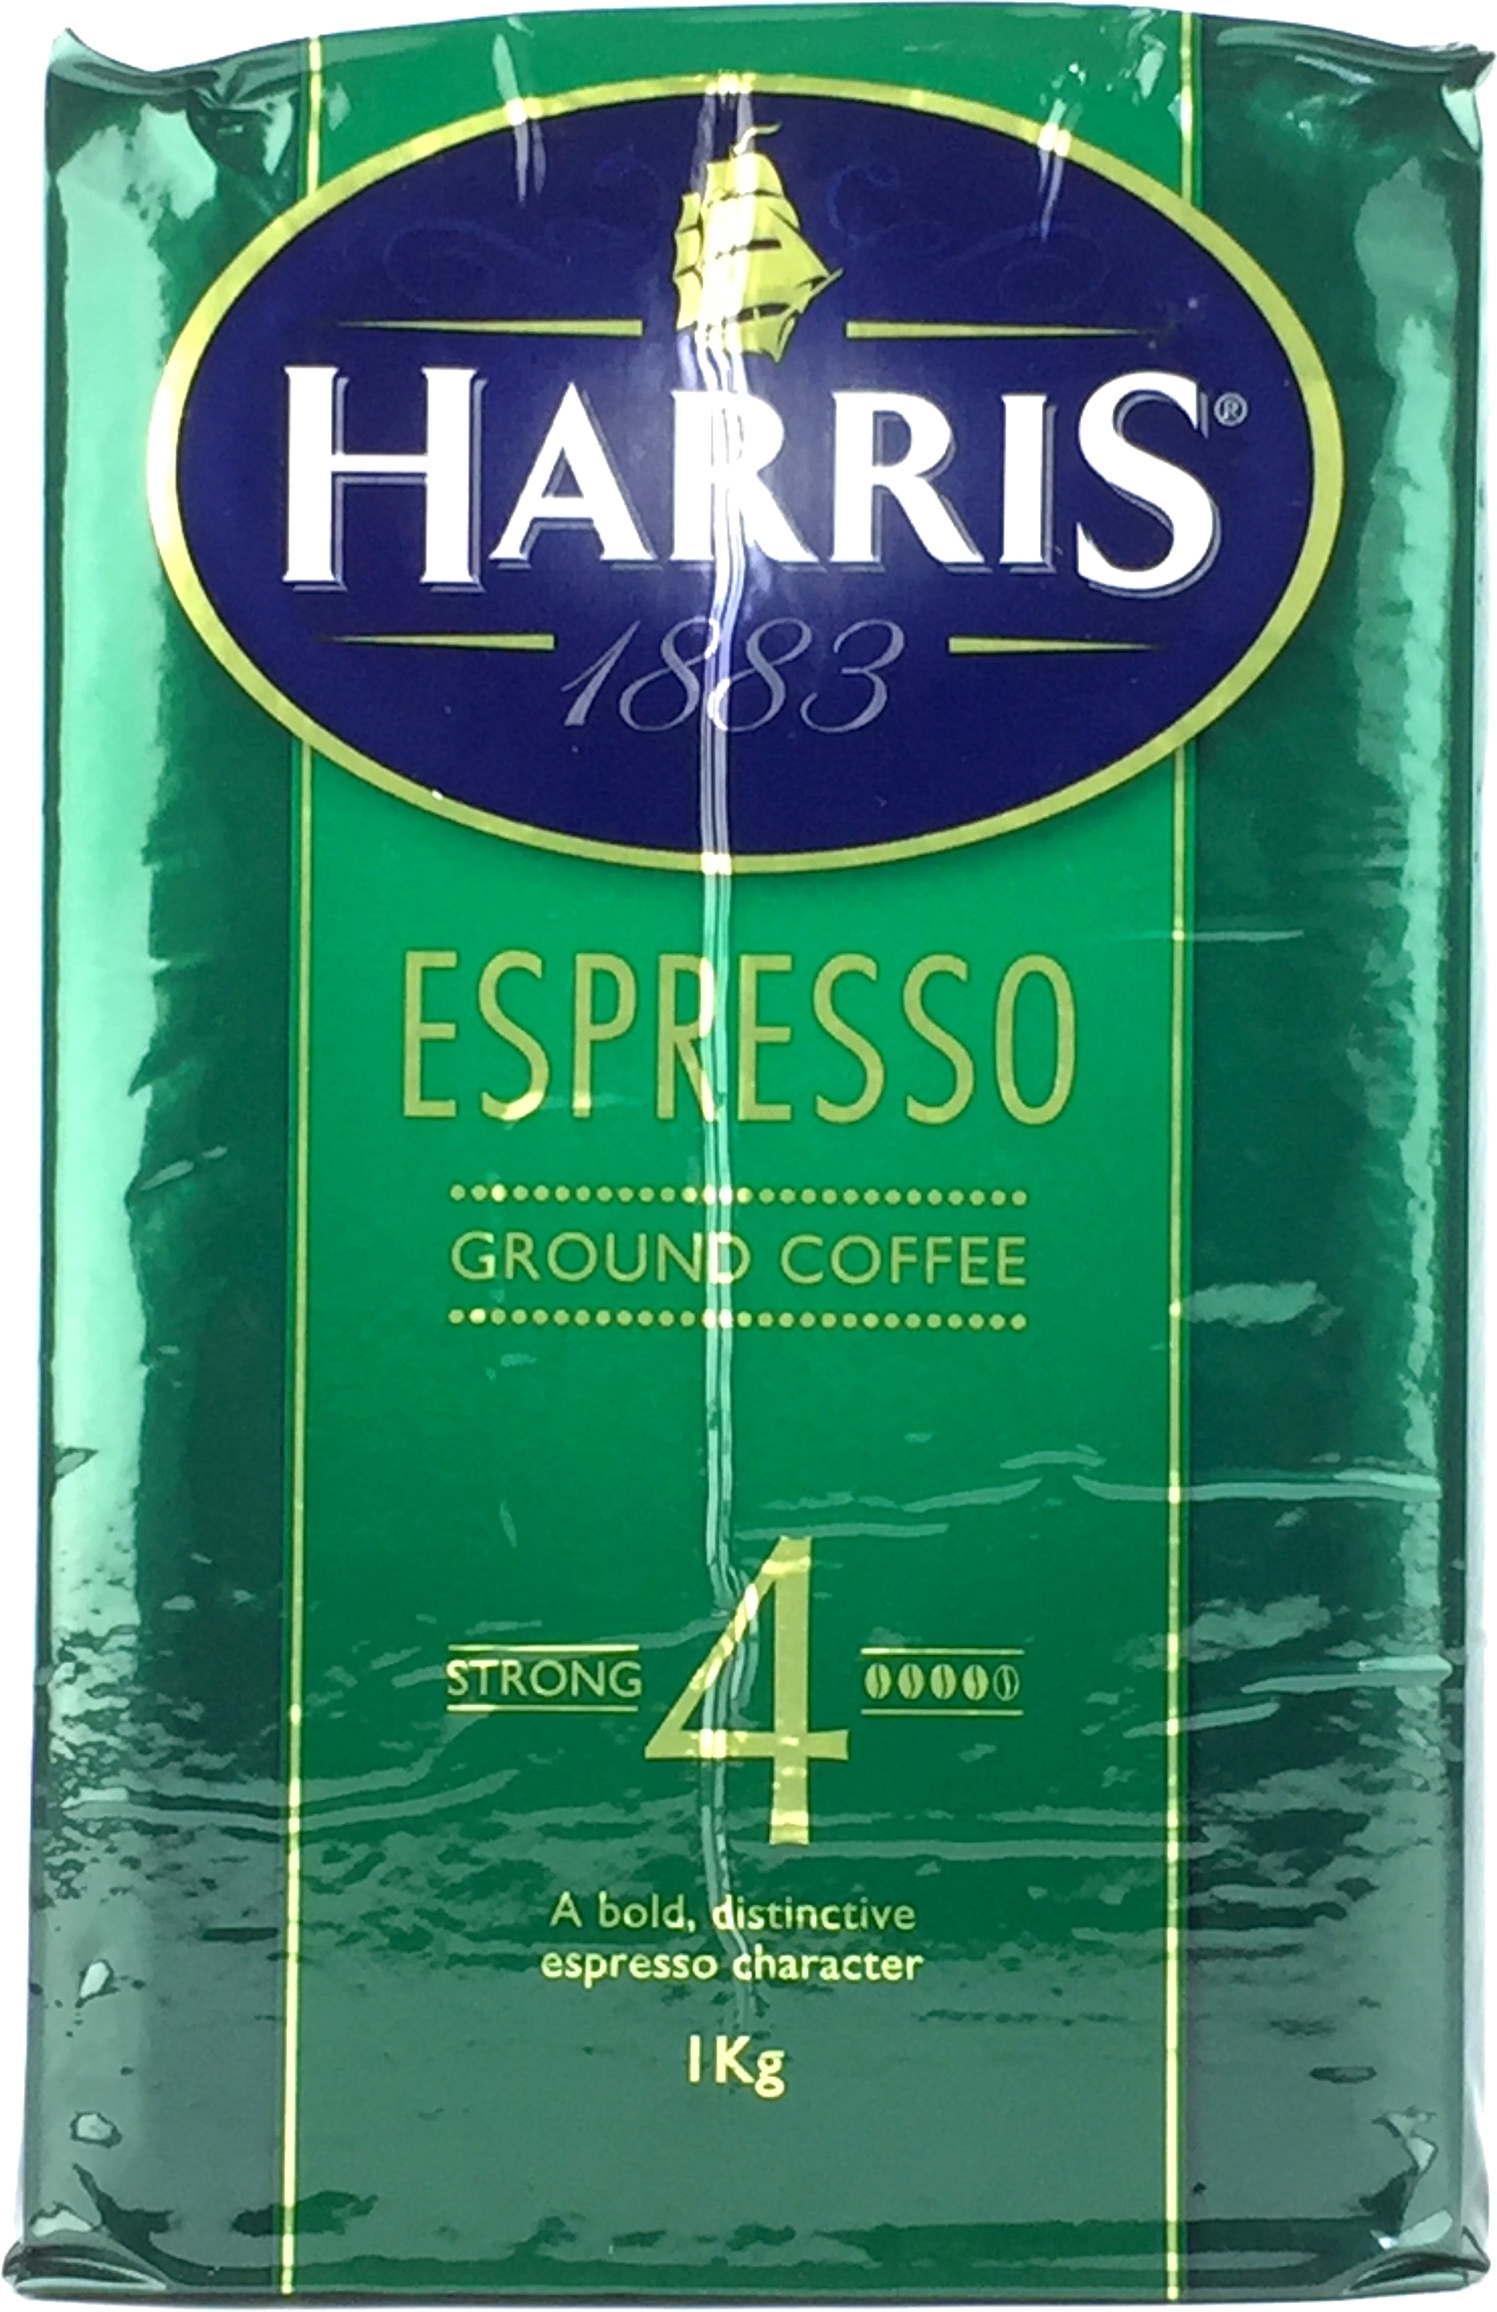 HARRIS®
1883
ESPRESSO
GROUND COFFEE
STRONG 4
A bold, distinctive
espresso character
1Kg